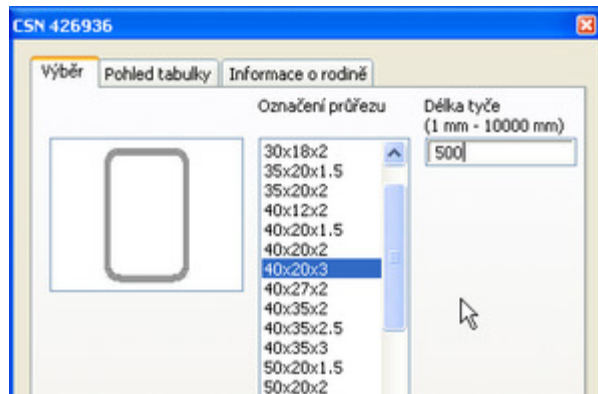 CSN 426936
Výběr
Pohled tabulky
Informace o rodině
Označení průřezu
Délka tyče
(1 mm - 10000 mm)
500
30x18x2
35x20x1.5
35x20x2
40x12x2
40x20x1.5
40x20x2
40x20x3
40x27x2
40x35x2
40x35x2.5
40x35x3
50x20x1.5
50x20x2